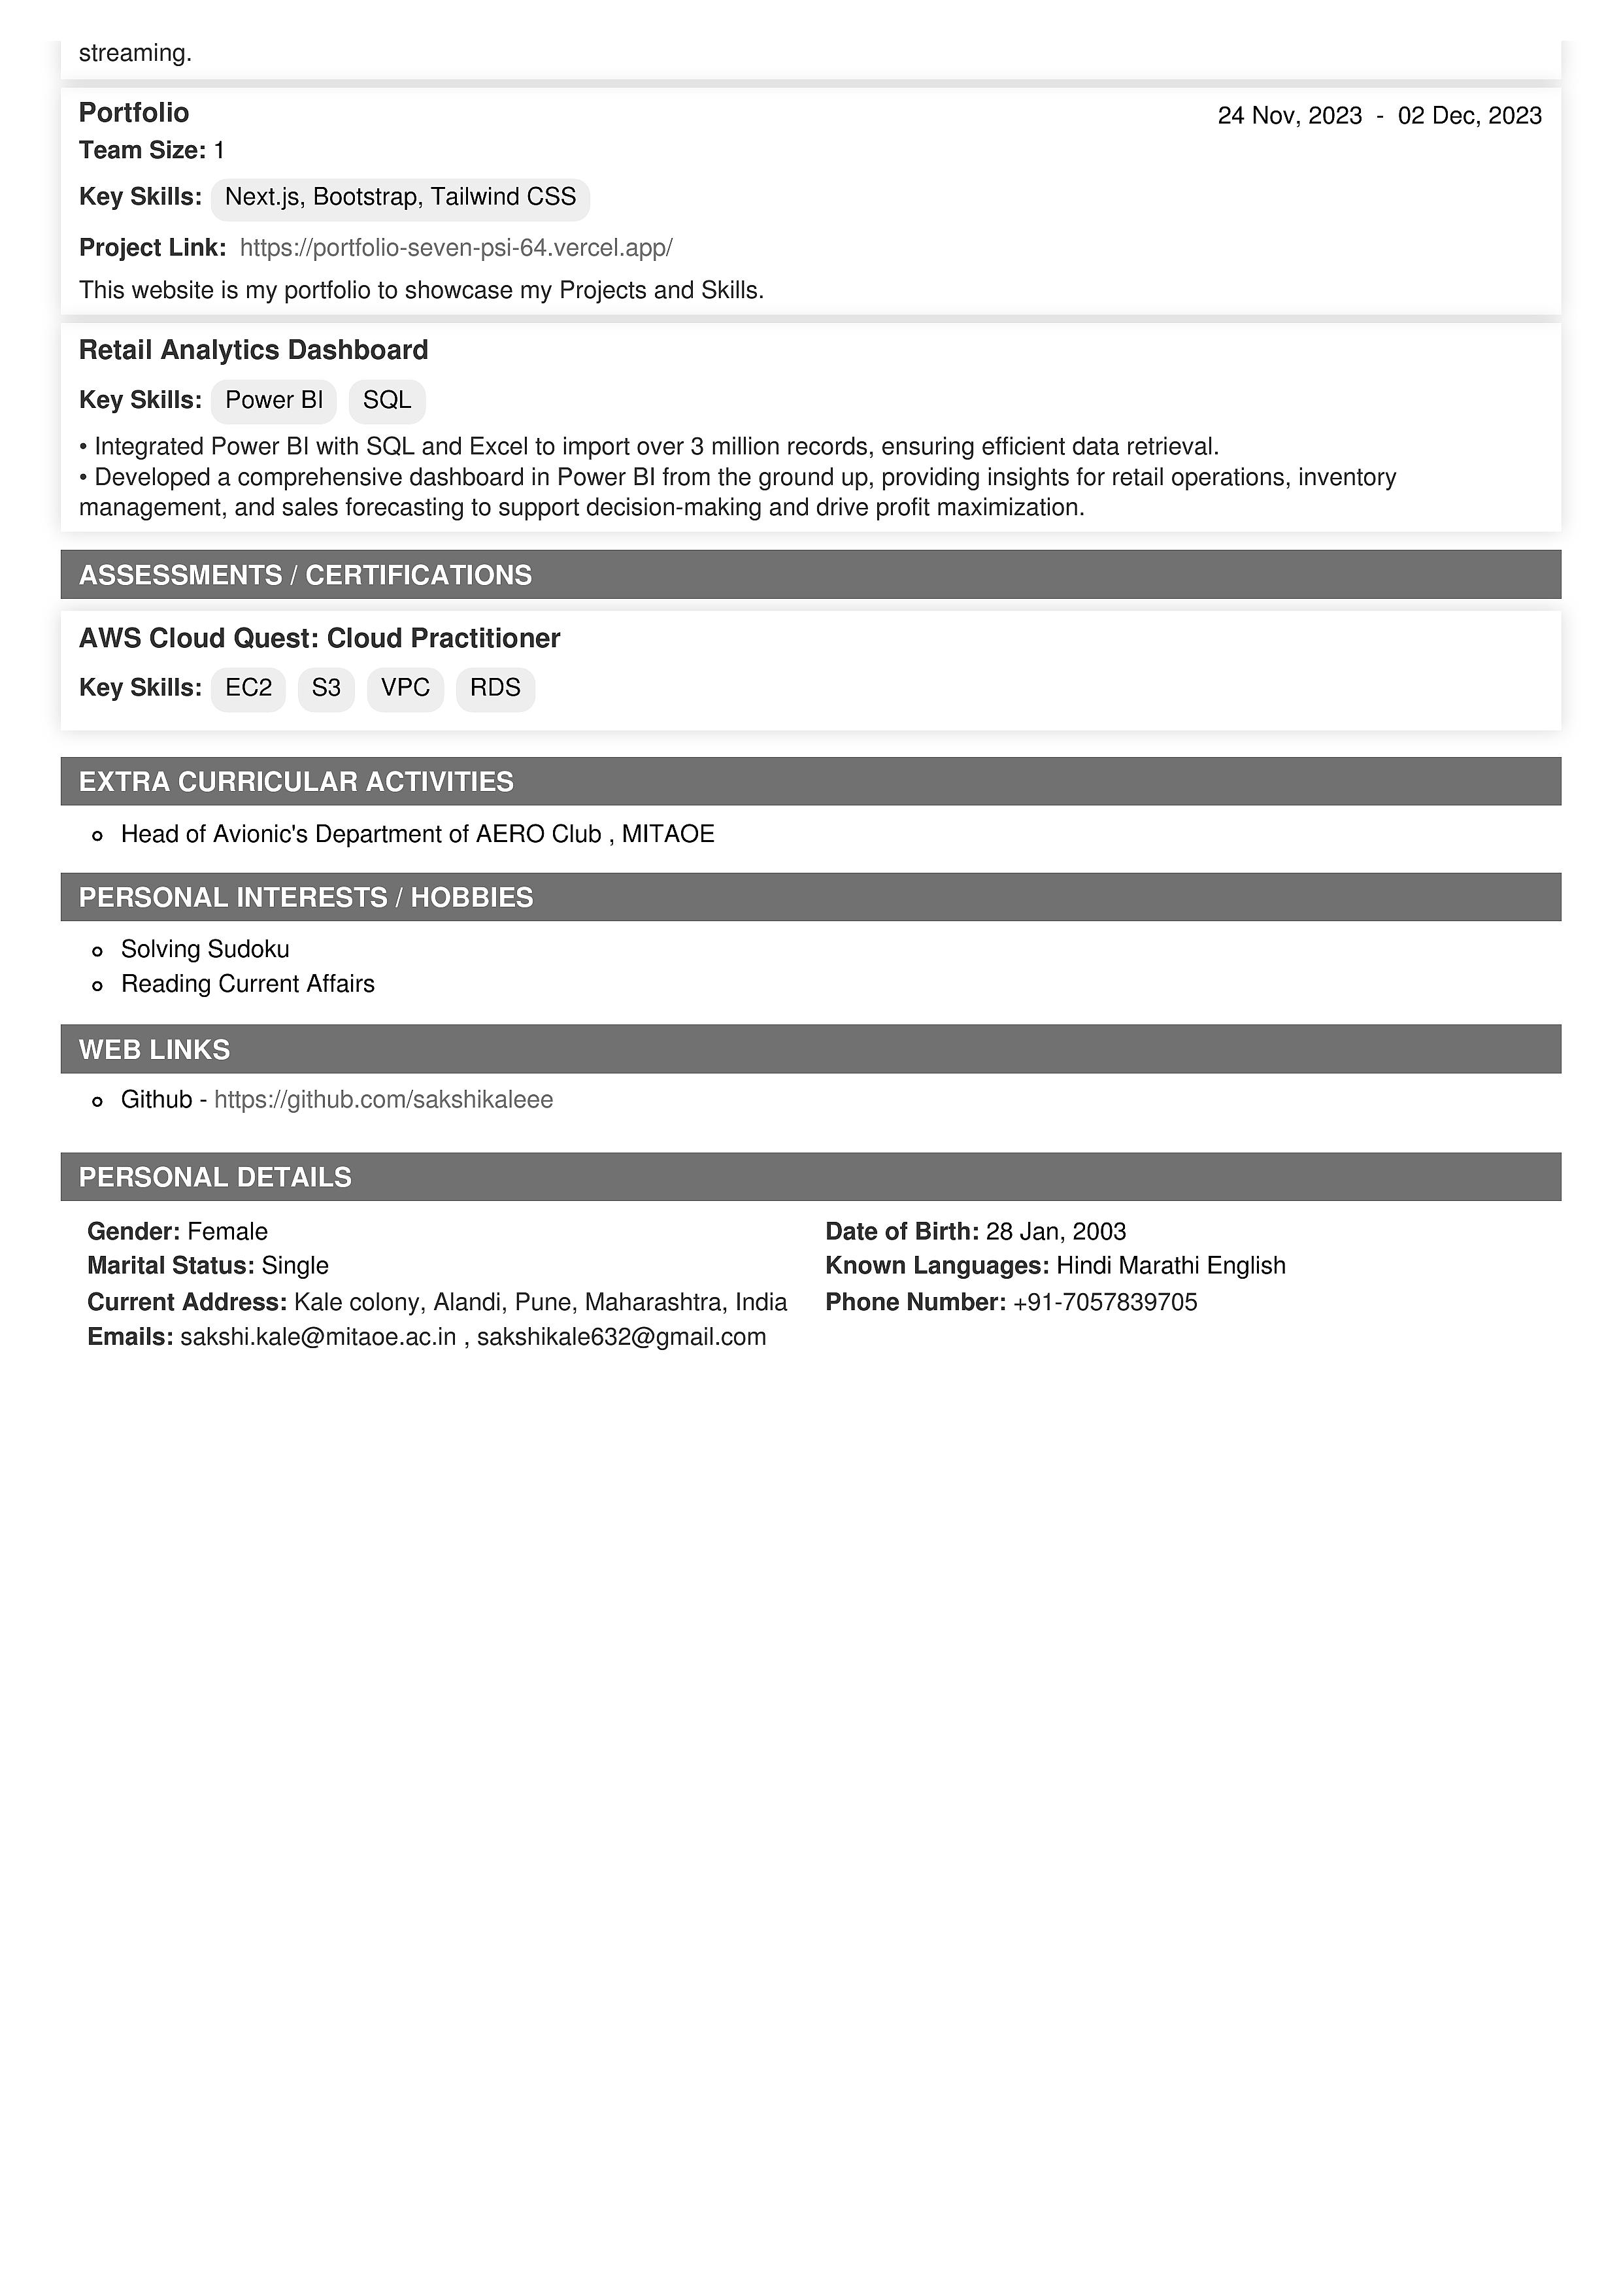 streaming.
Portfolio
24 Nov, 2023 - 02 Dec, 2023
Team Size: 1
Key Skills: Next.js, Bootstrap, Tailwind CSS
Project Link: https://portfolio-seven-psi-64.vercel.app/
This website is my portfolio to showcase my Projects and Skills.
Retail Analytics Dashboard
Key Skills: Power BI SQL
• Integrated Power BI with SQL and Excel to import over 3 million records, ensuring efficient data retrieval.
• Developed a comprehensive dashboard in Power BI from the ground up, providing insights for retail operations, inventory
management, and sales forecasting to support decision-making and drive profit maximization.
ASSESSMENTS / CERTIFICATIONS
AWS Cloud Quest: Cloud Practitioner
Key Skills: EC2 S3 VPC RDS
EXTRA CURRICULAR ACTIVITIES
Head of Avionic's Department of AERO Club , MITAOE
PERSONAL INTERESTS / HOBBIES
Solving Sudoku
Reading Current Affairs
WEB LINKS
Github - https://github.com/sakshikaleee
PERSONAL DETAILS
Gender: Female
Date of Birth: 28 Jan, 2003
Marital Status: Single
Known Languages: Hindi Marathi English
Current Address: Kale colony, Alandi, Pune, Maharashtra, India
Phone Number: +91-7057839705
Emails: sakshi.kale@mitaoe.ac.in , sakshikale632@gmail.com